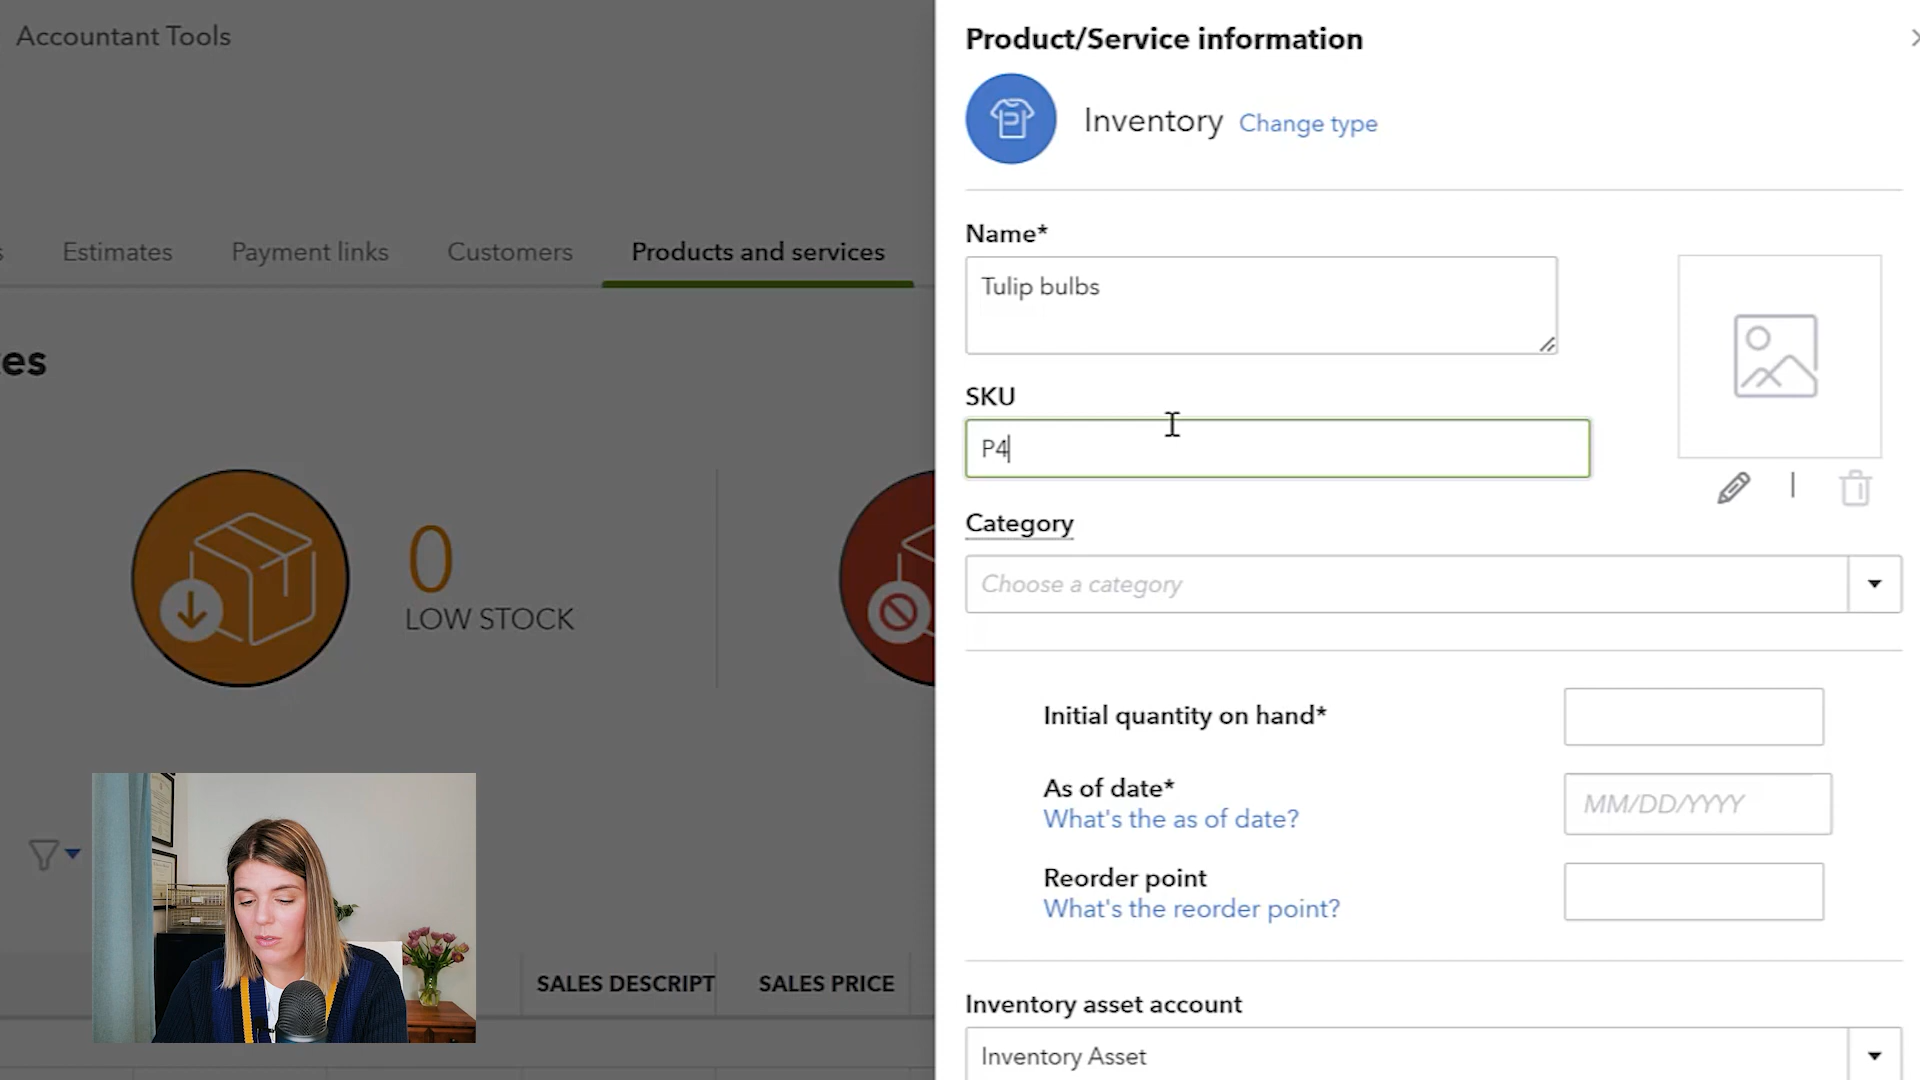 Accountant Tools
Product/Service information
Inventory Change type
s Estimates Payment links Customers Products and services
Name*
Tulip bulbs
es
SKU
P4
Category
Choose a category
0
LOW STOCK
Initial quantity on hand*
As of date*
What's the as of date?
MM/DD/YYYY
Reorder point
What's the reorder point?
SALES DESCRIPT SALES PRICE
Inventory asset account
Inventory Asset